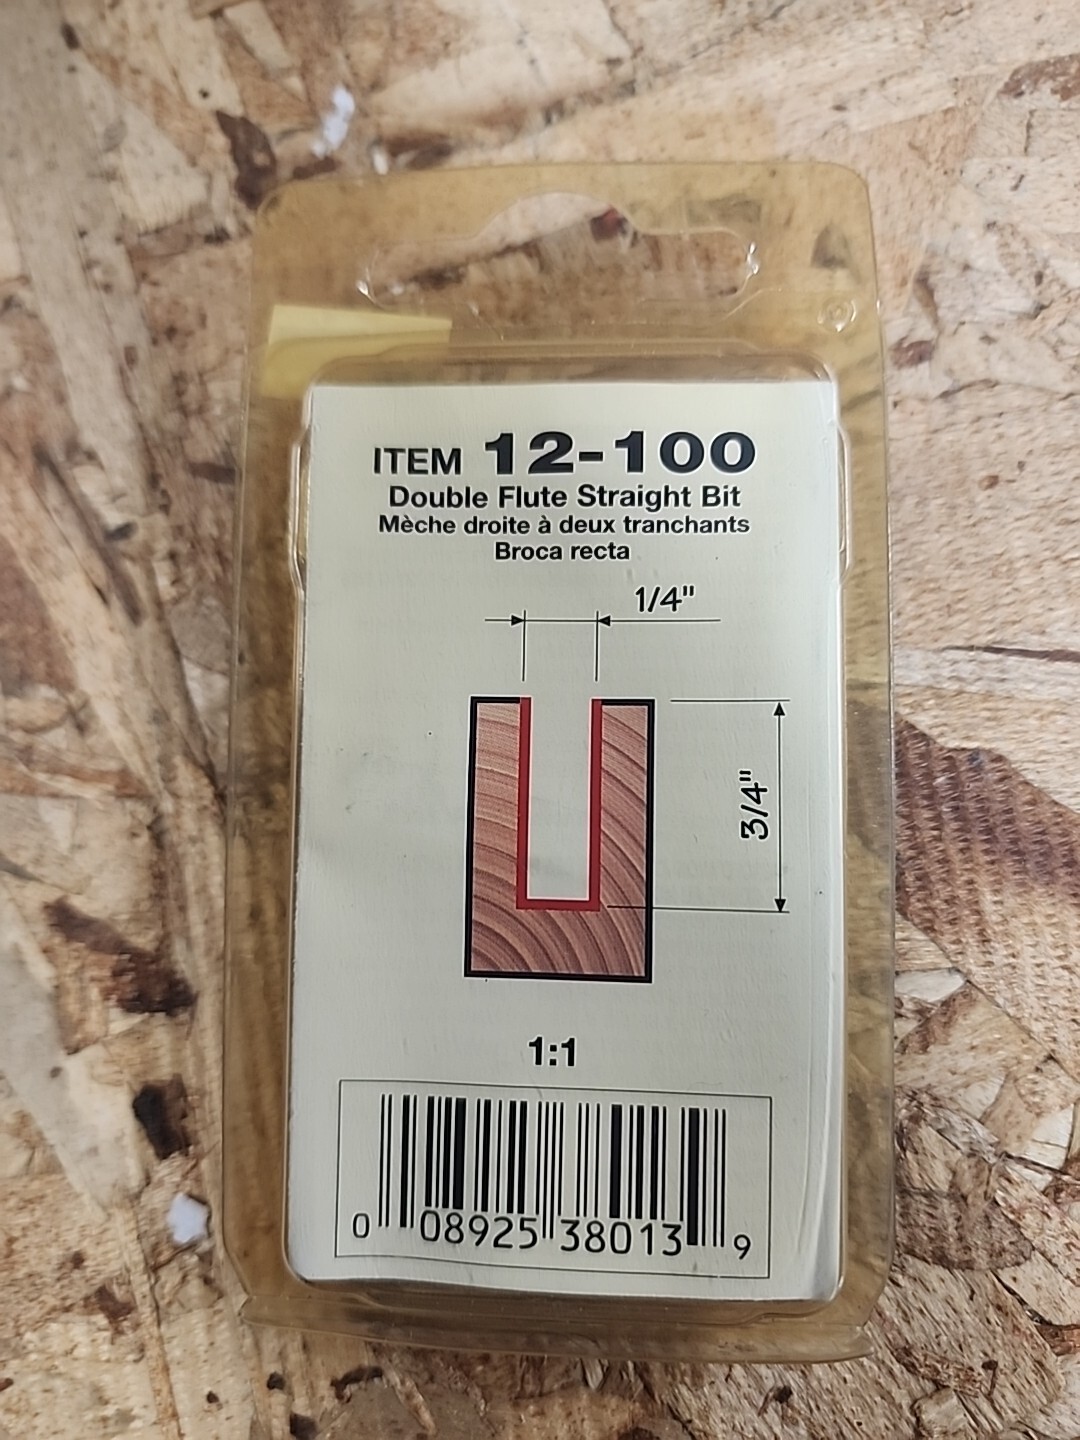 ITEM 12-100
Double Flute Straight Bit
Mèche droite à deux tranchants
Broca recta
1/4"
3/4"
1:1
0 08925 38013 9